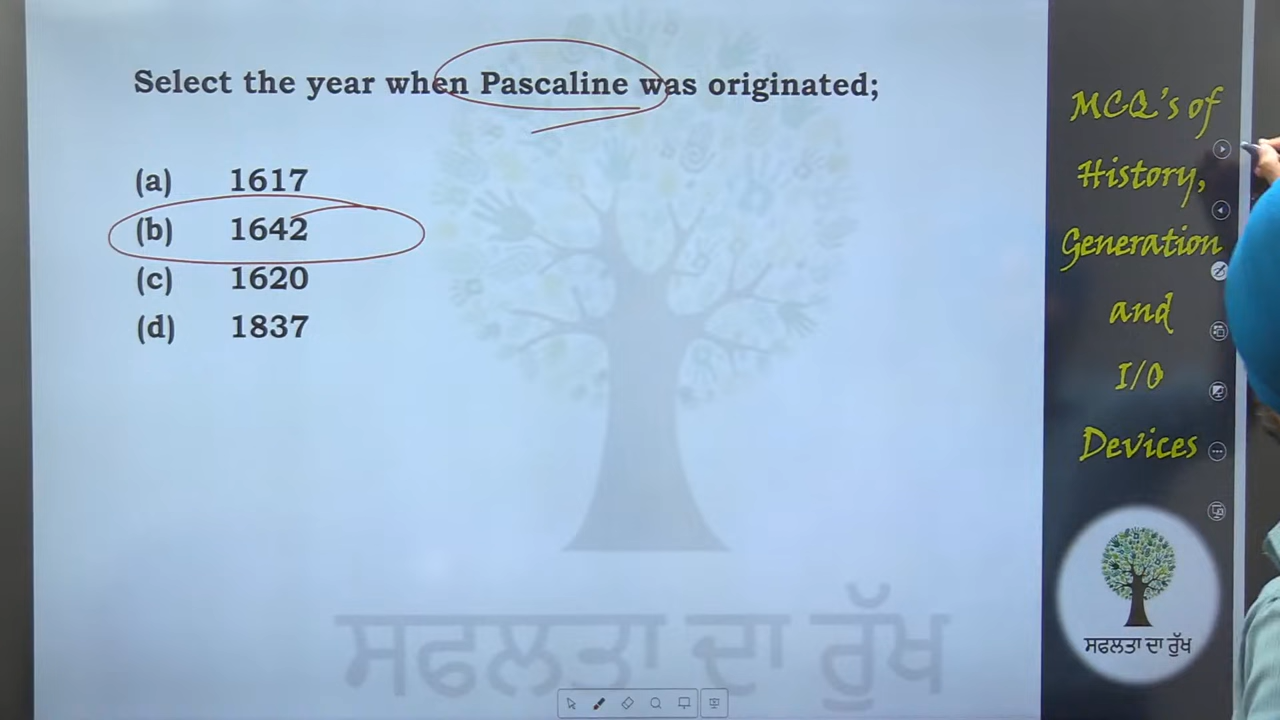 Select the year when Pascaline was originated;
(a) 1617
(b) 1642
(c) 1620
(d) 1837
ਸਫਲਤਾ ਦਾ ਰੁੱਖ
MCQ's of
History,
Generation
and
I/O
Devices
ਸਫਲਤਾ ਦਾ ਰੁੱਖ